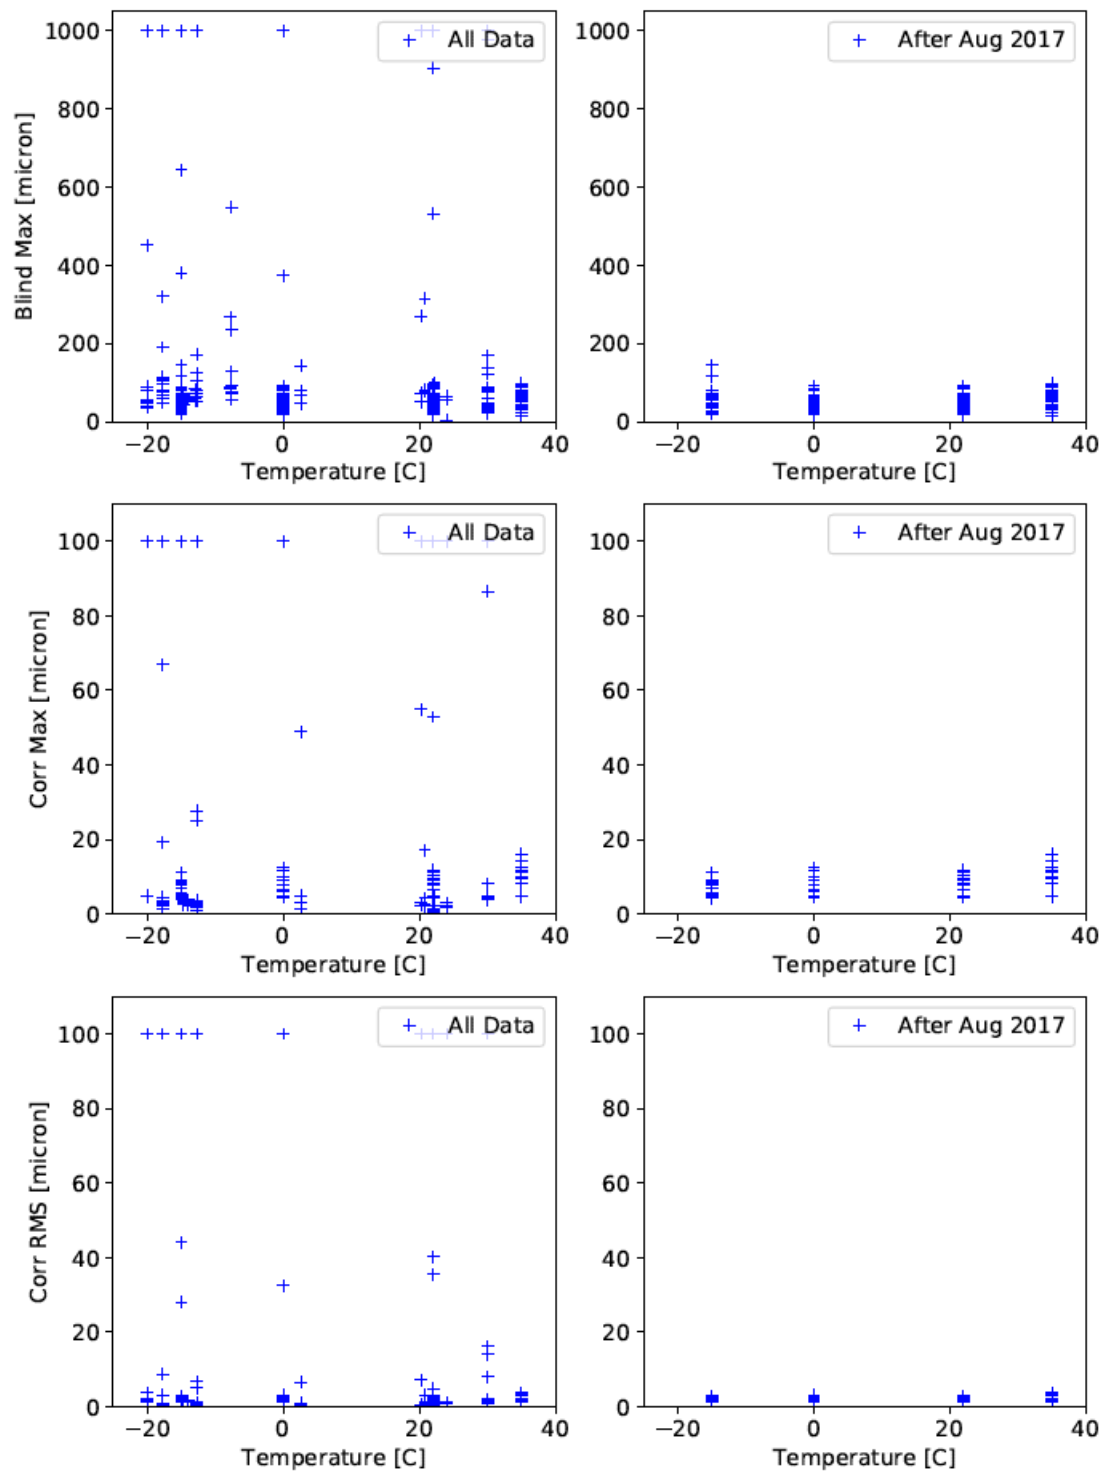 1000
800
600
400
200
0
Blind Max [micron]
All Data
−20 0 20 40
Temperature [C]
1000
800
600
400
200
0
After Aug 2017
−20 0 20 40
Temperature [C]
100
80
60
40
20
0
Corr Max [micron]
All Data
−20 0 20 40
Temperature [C]
100
80
60
40
20
0
After Aug 2017
−20 0 20 40
Temperature [C]
100
80
60
40
20
0
Corr RMS [micron]
All Data
−20 0 20 40
Temperature [C]
100
80
60
40
20
0
After Aug 2017
−20 0 20 40
Temperature [C]